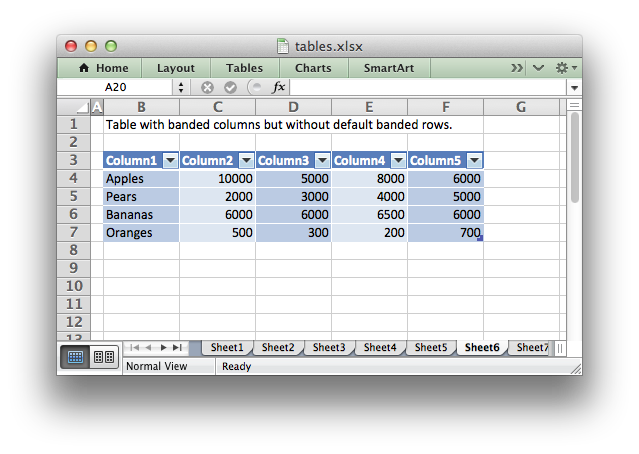 tables.xlsx
Home Layout Tables Charts SmartArt
A20 fx
A B C D E F G
1 Table with banded columns but without default banded rows.
2
3 Column1 Column2 Column3 Column4 Column5
4 Apples 10000 5000 8000 6000
5 Pears 2000 3000 4000 5000
6 Bananas 6000 6000 6500 6000
7 Oranges 500 300 200 700
8
9
10
11
12
13
Sheet1 Sheet2 Sheet3 Sheet4 Sheet5 Sheet6 Sheet7
Normal View Ready